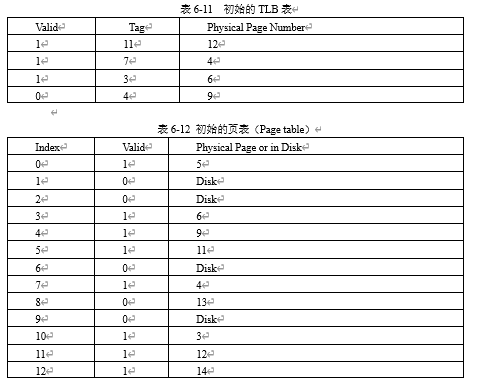 表 6-11 初始的 TLB 表↵
Valid↵ Tag↵ Physical Page Number↵
1↵ 11↵ 12↵
1↵ 7↵ 4↵
1↵ 3↵ 6↵
0↵ 4↵ 9↵
↵
表 6-12 初始的页表（Page table）↵
Index↵ Valid↵ Physical Page or in Disk↵
0↵ 1↵ 5↵
1↵ 0↵ Disk↵
2↵ 0↵ Disk↵
3↵ 1↵ 6↵
4↵ 1↵ 9↵
5↵ 1↵ 11↵
6↵ 0↵ Disk↵
7↵ 1↵ 4↵
8↵ 0↵ 13↵
9↵ 0↵ Disk↵
10↵ 1↵ 3↵
11↵ 1↵ 12↵
12↵ 1↵ 14↵